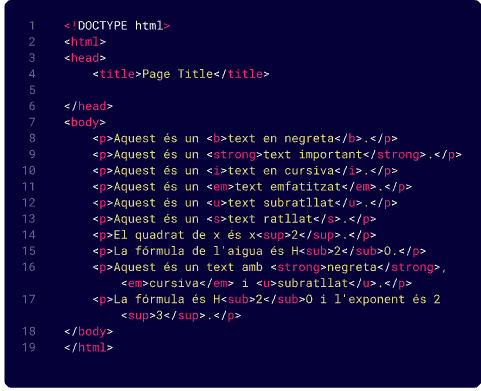 1 <!DOCTYPE html>
2 <html>
3 <head>
4 <title>Page Title</title>
5
6 </head>
7 <body>
8 <p>Aquest és un <b>text en negreta</b>.</p>
9 <p>Aquest és un <strong>text important</strong>.</p>
10 <p>Aquest és un <i>text en cursiva</i>.</p>
11 <p>Aquest és un <em>text emfatitzat</em>.</p>
12 <p>Aquest és un <u>text subratllat</u>.</p>
13 <p>Aquest és un <s>text ratllat</s>.</p>
14 <p>El quadrat de x és x<sup>2</sup>.</p>
15 <p>La fórmula de l'aigua és H<sub>2</sub>O.</p>
16 <p>Aquest és un text amb <strong>negreta</strong>,
<em>cursiva</em> i <u>subratllat</u>.</p>
17 <p>La fórmula és H<sub>2</sub>O i l'exponent és 2
<sup>3</sup>.</p>
18 </body>
19 </html>